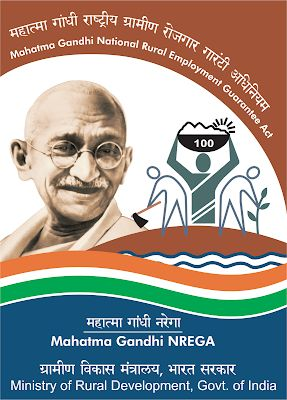 महात्मा गांधी राष्ट्रीय ग्रामीण रोजगार गारंटी अधिनियम
Mahatma Gandhi National Rural Employment Guarantee Act
100
महात्मा गांधी नरेगा
Mahatma Gandhi NREGA
ग्रामीण विकास मंत्रालय, भारत सरकार
Ministry of Rural Development, Govt. of India